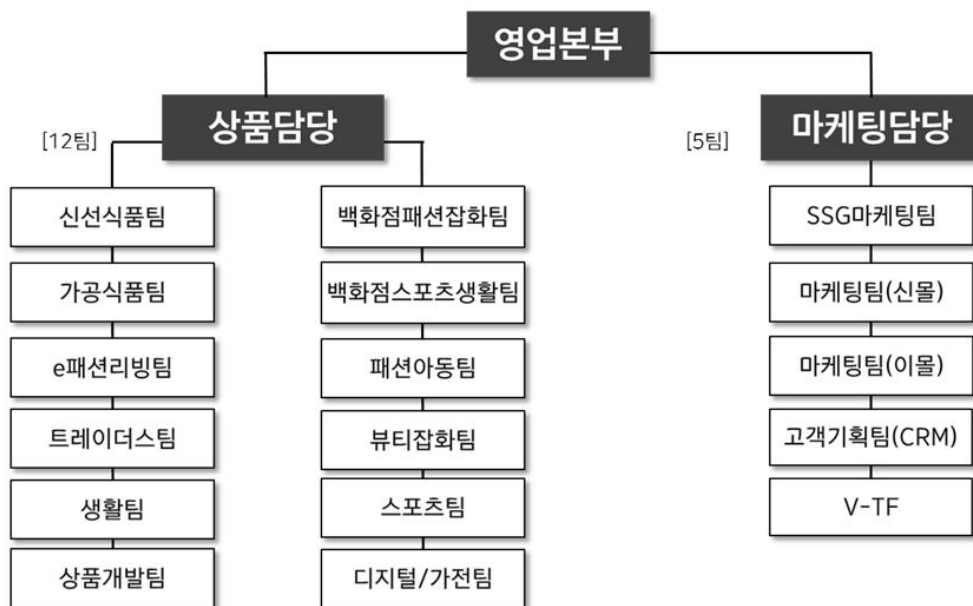 영업본부
상품담당
[12팀]
신선식품팀
가공식품팀
e패션리빙팀
트레이더스팀
생활팀
상품개발팀
백화점패션잡화팀
백화점스포츠생활팀
패션아동팀
뷰티잡화팀
스포츠팀
디지털/가전팀
마케팅담당
[5팀]
SSG마케팅팀
마케팅팀(신몰)
마케팅팀(이몰)
고객기획팀(CRM)
V-TF